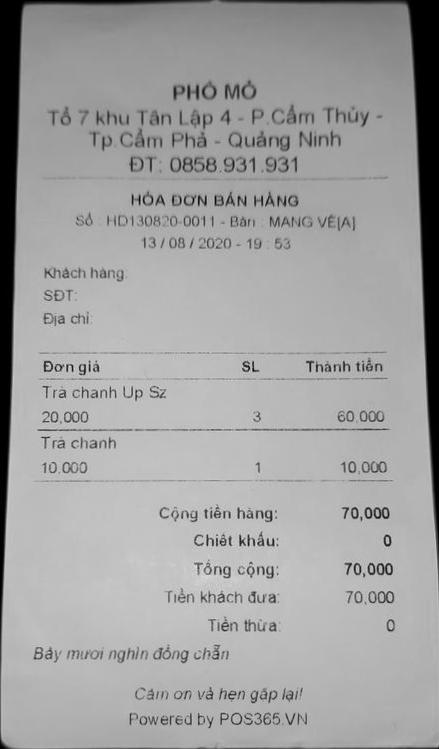 PHỐ MỎ
Tổ 7 khu Tân Lập 4 - P.Cẩm Thủy -
Tp.Cẩm Phả - Quảng Ninh
ĐT: 0858.931.931
HÓA ĐƠN BÁN HÀNG
Số : HD130820-0011 - Bàn : MANG VỀ[A]
13 / 08 / 2020 - 19 : 53
Khách hàng:
SĐT:
Địa chỉ:
Đơn giá SL Thành tiền
Trà chanh Up Sz
20,000 3 60,000
Trà chanh
10,000 1 10,000
Cộng tiền hàng: 70,000
Chiết khấu: 0
Tổng cộng: 70,000
Tiền khách đưa: 70,000
Tiền thừa: 0
Bảy mươi nghìn đồng chẵn
Cám ơn và hẹn gặp lại!
Powered by POS365.VN